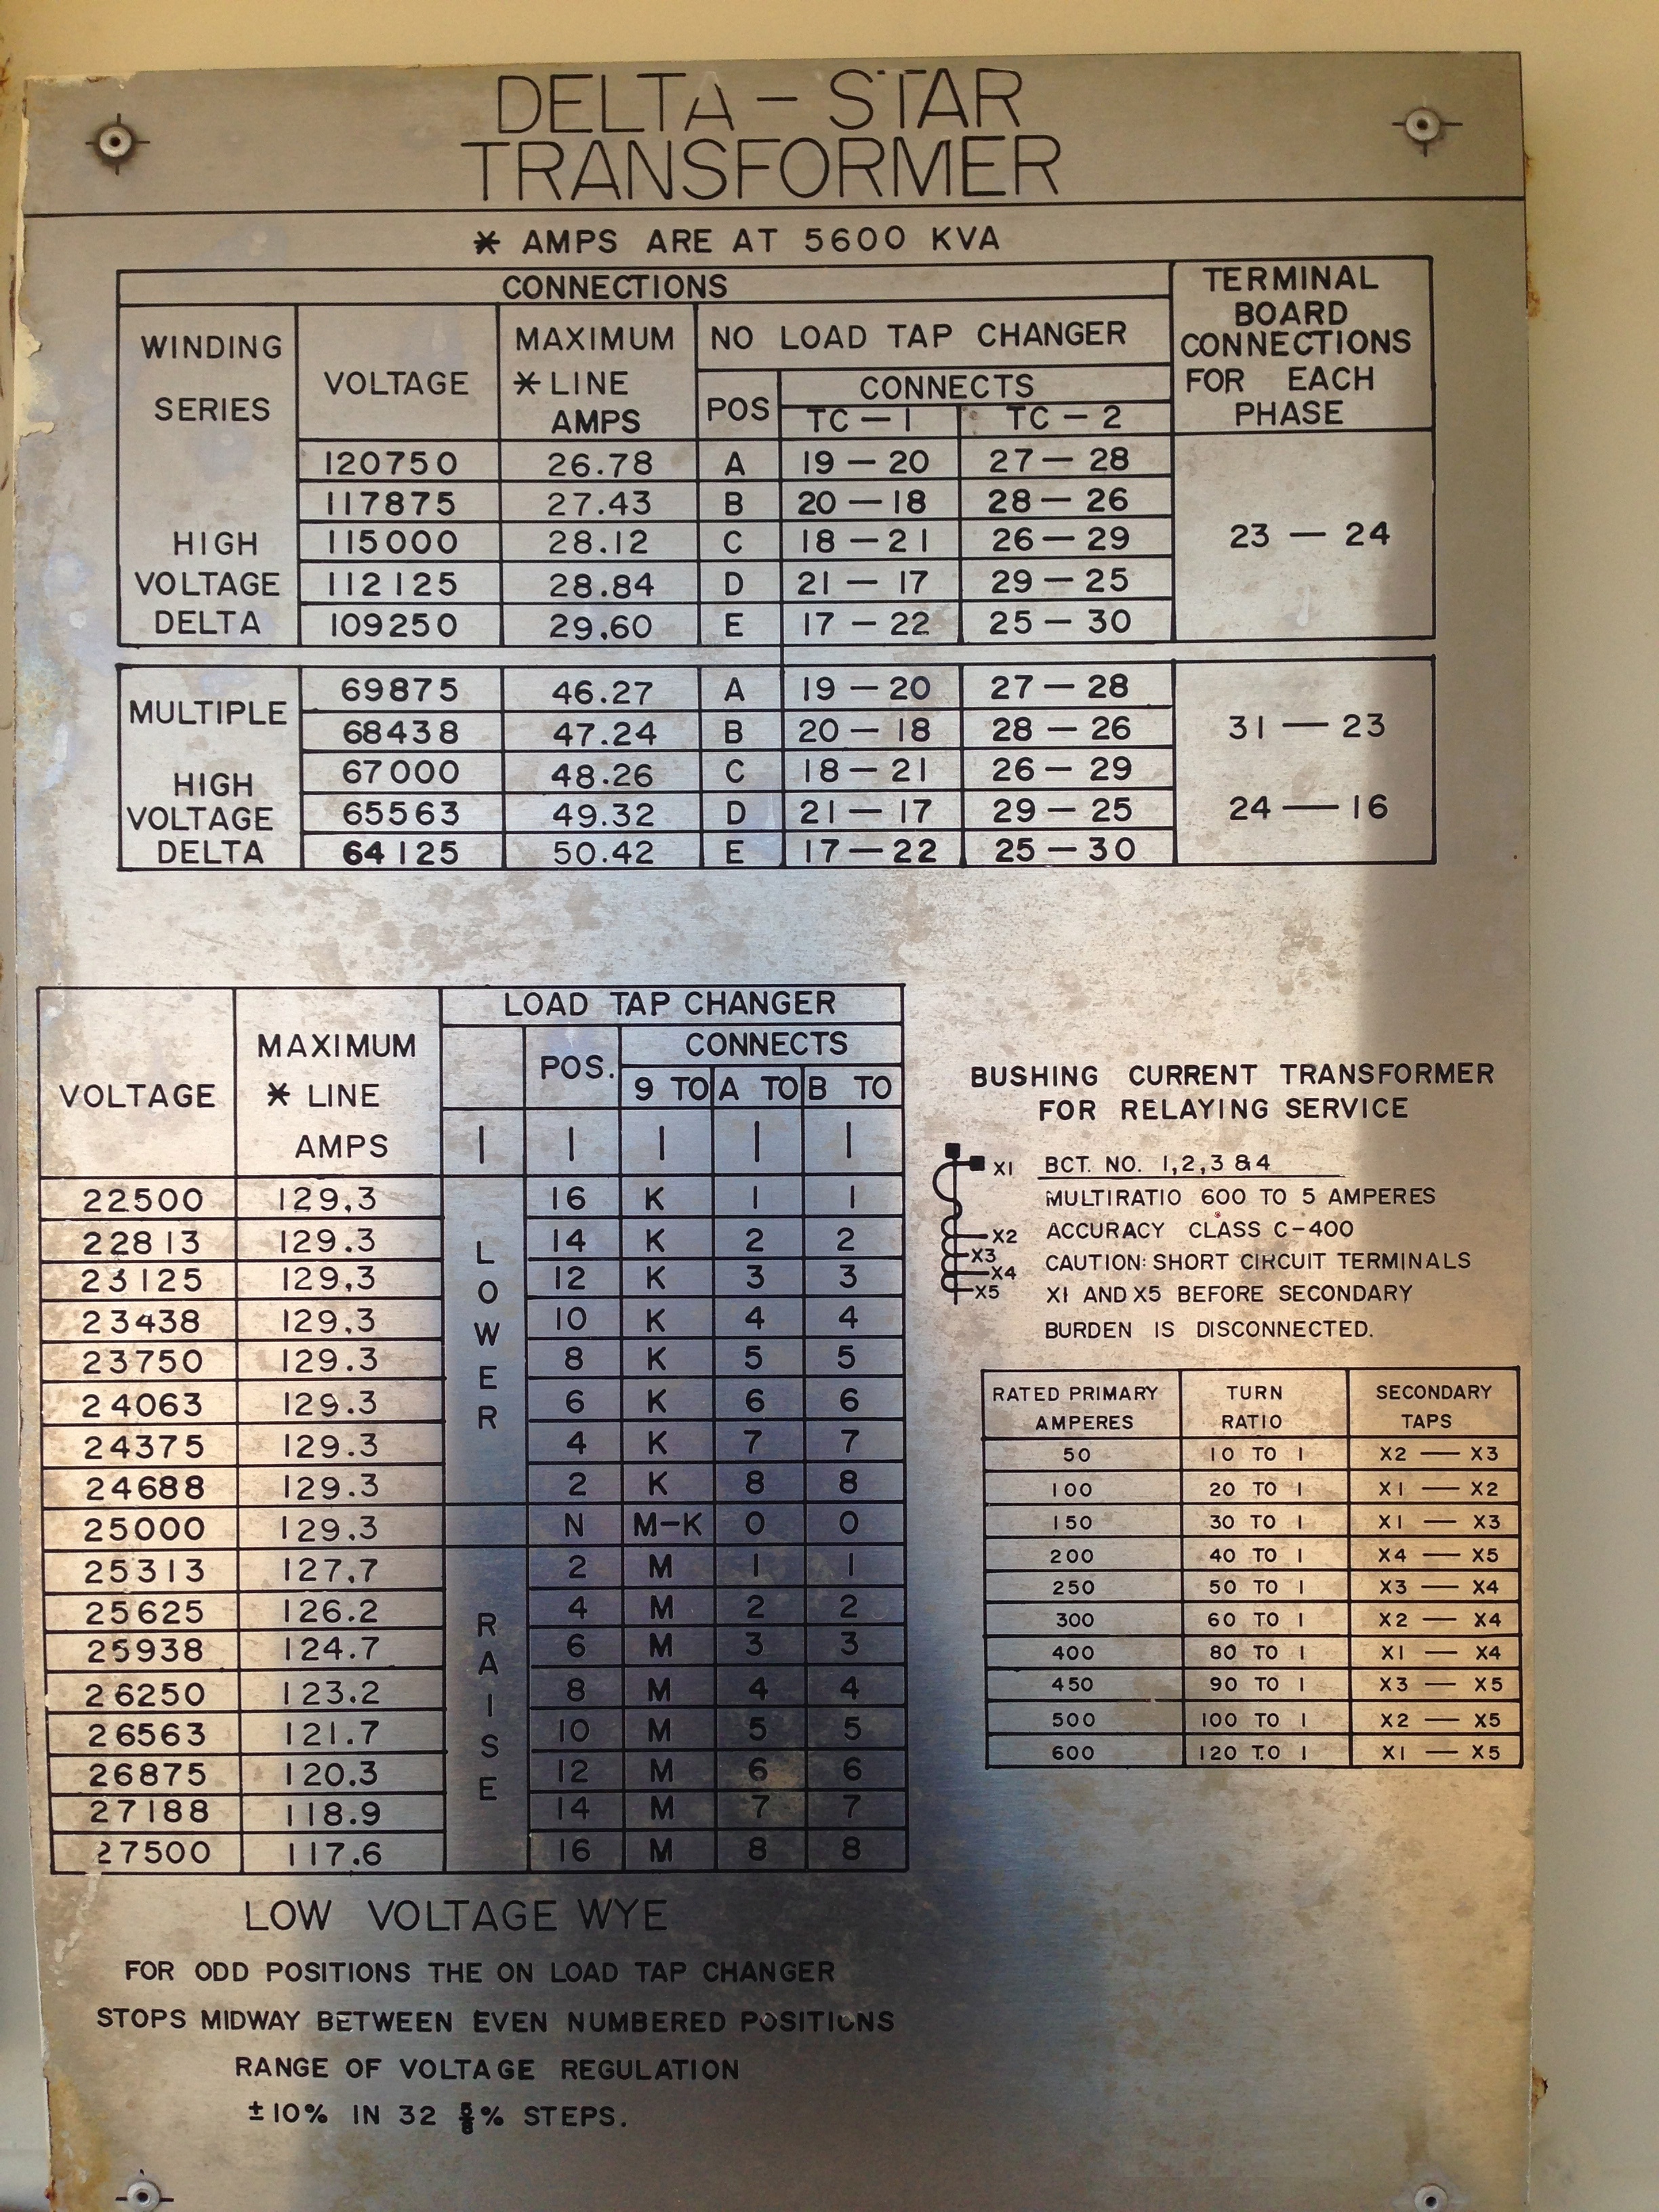 DELTA – STAR
TRANSFORMER
* AMPS ARE AT 5600 KVA
CONNECTIONS
TERMINAL BOARD CONNECTIONS FOR EACH PHASE
WINDING SERIES VOLTAGE MAXIMUM * LINE AMPS NO LOAD TAP CHANGER
POS CONNECTS
TC – 1 TC – 2
HIGH VOLTAGE DELTA
120750 26.78 A 19 – 20 27 – 28
117875 27.43 B 20 – 18 28 – 26
115000 28.12 C 18 – 21 26 – 29
112125 28.84 D 21 – 17 29 – 25
109250 29.60 E 17 – 22 25 – 30
23 – 24
MULTIPLE
HIGH VOLTAGE DELTA
69875 46.27 A 19 – 20 27 – 28
68438 47.24 B 20 – 18 28 – 26
67000 48.26 C 18 – 21 26 – 29
65563 49.32 D 21 – 17 29 – 25
64125 50.42 E 17 – 22 25 – 30
31 – 23
24 – 16
VOLTAGE MAXIMUM * LINE AMPS LOAD TAP CHANGER
POS. CONNECTS
9 TO A TO B TO
LOWER
22500 129.3 16 K 1 1
22813 129.3 14 K 2 2
23125 129.3 12 K 3 3
23438 129.3 10 K 4 4
23750 129.3 8 K 5 5
24063 129.3 6 K 6 6
24375 129.3 4 K 7 7
24688 129.3 2 K 8 8
25000 129.3 N M–K 0 0
RAISE
25313 127.7 2 M 1 1
25625 126.2 4 M 2 2
25938 124.7 6 M 3 3
26250 123.2 8 M 4 4
26563 121.7 10 M 5 5
26875 120.3 12 M 6 6
27188 118.9 14 M 7 7
27500 117.6 16 M 8 8
LOW VOLTAGE WYE
FOR ODD POSITIONS THE ON LOAD TAP CHANGER
STOPS MIDWAY BETWEEN EVEN NUMBERED POSITIONS
RANGE OF VOLTAGE REGULATION
±10% IN 32 ⅝% STEPS.
BUSHING CURRENT TRANSFORMER
FOR RELAYING SERVICE
X1
X2
X3
X4
X5
BCT. NO. 1,2,3 &4
MULTIRATIO 600 TO 5 AMPERES
ACCURACY CLASS C-400
CAUTION: SHORT CIRCUIT TERMINALS
X1 AND X5 BEFORE SECONDARY
BURDEN IS DISCONNECTED.
RATED PRIMARY AMPERES TURN RATIO SECONDARY TAPS
50 10 TO 1 X2 – X3
100 20 TO 1 X1 – X2
150 30 TO 1 X1 – X3
200 40 TO 1 X4 – X5
250 50 TO 1 X3 – X4
300 60 TO 1 X2 – X4
400 80 TO 1 X1 – X4
450 90 TO 1 X3 – X5
500 100 TO 1 X2 – X5
600 120 TO 1 X1 – X5